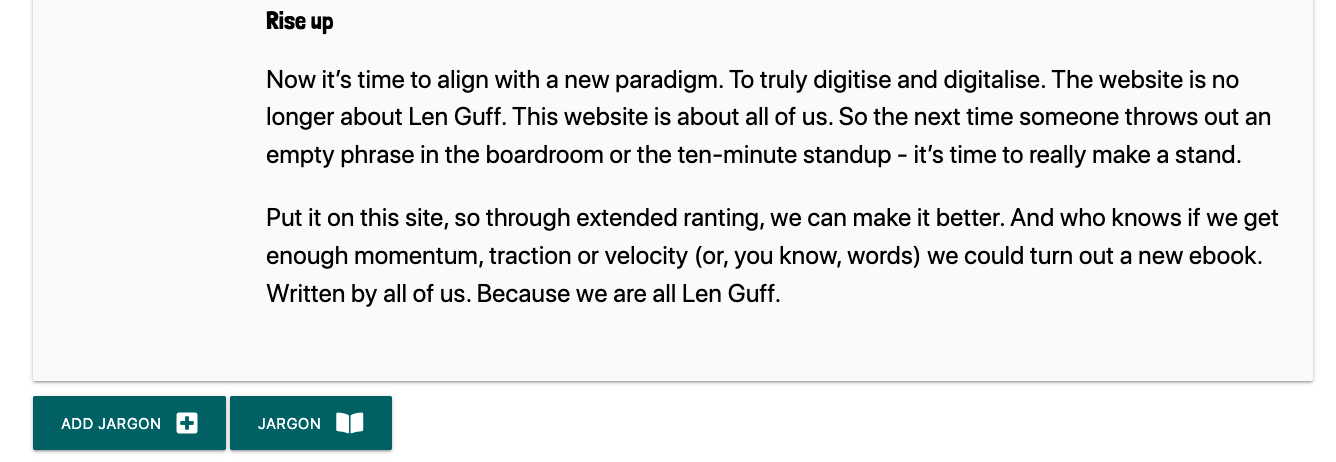 Rise up
Now it’s time to align with a new paradigm. To truly digitise and digitalise. The website is no
longer about Len Guff. This website is about all of us. So the next time someone throws out an
empty phrase in the boardroom or the ten-minute standup - it’s time to really make a stand.
Put it on this site, so through extended ranting, we can make it better. And who knows if we get
enough momentum, traction or velocity (or, you know, words) we could turn out a new ebook.
Written by all of us. Because we are all Len Guff.
ADD JARGON JARGON